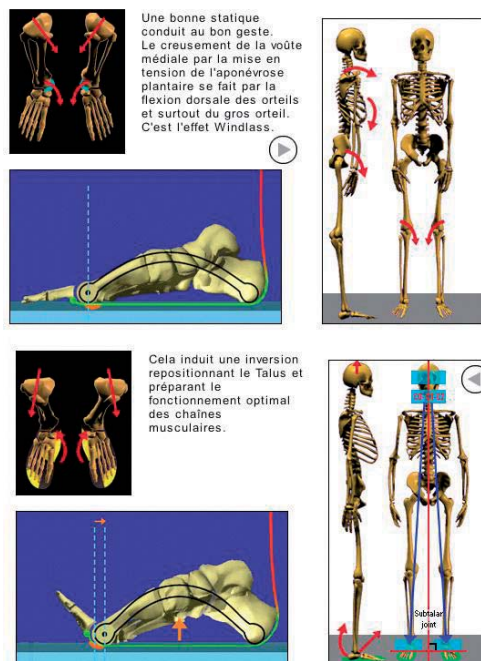 Une bonne statique
conduit au bon geste.
Le creusement de la voûte
médiale par la mise en
tension de l'aponévrose
plantaire se fait par la
flexion dorsale des orteils
et surtout du gros orteil.
C'est l'effet Windlass.
Cela induit une inversion
repositionnant le Talus et
préparant le
fonctionnement optimal
des chaînes
musculaires.
Subtalar
joint